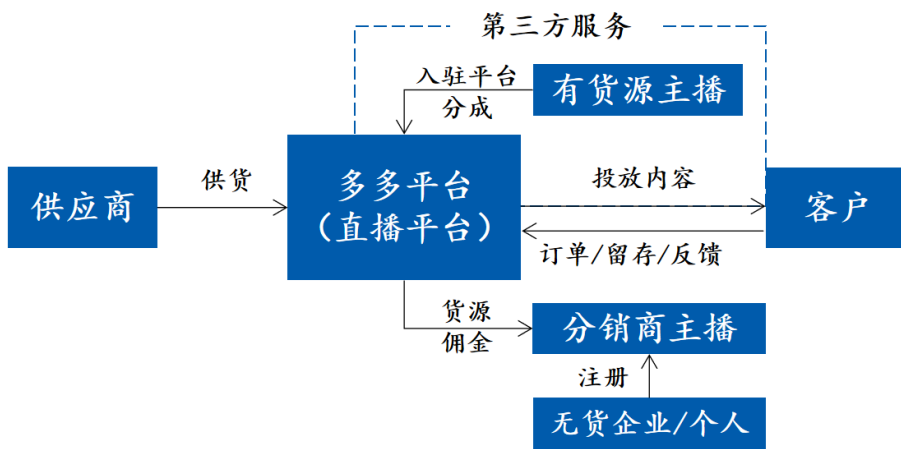 第三方服务
入驻平台
分成
有货源主播
供应商
供货
多多平台
（直播平台）
投放内容
订单/留存/反馈
客户
货源
佣金
分销商主播
注册
无货企业/个人